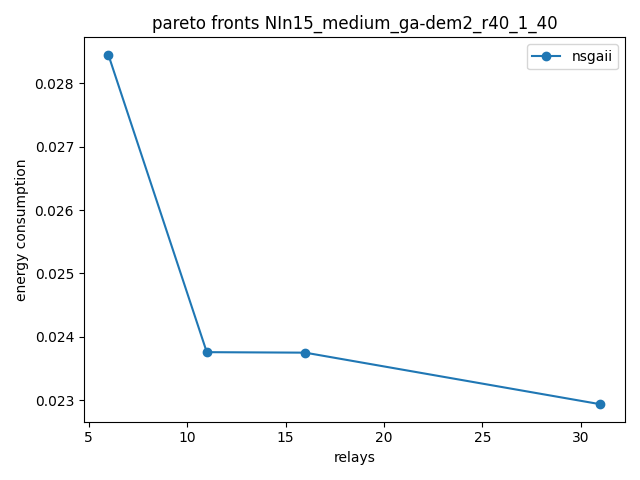 pareto fronts NIn15_medium_ga-dem2_r40_1_40
nsgaii
energy consumption
0.028
0.027
0.026
0.025
0.024
0.023
5 10 15 20 25 30
relays